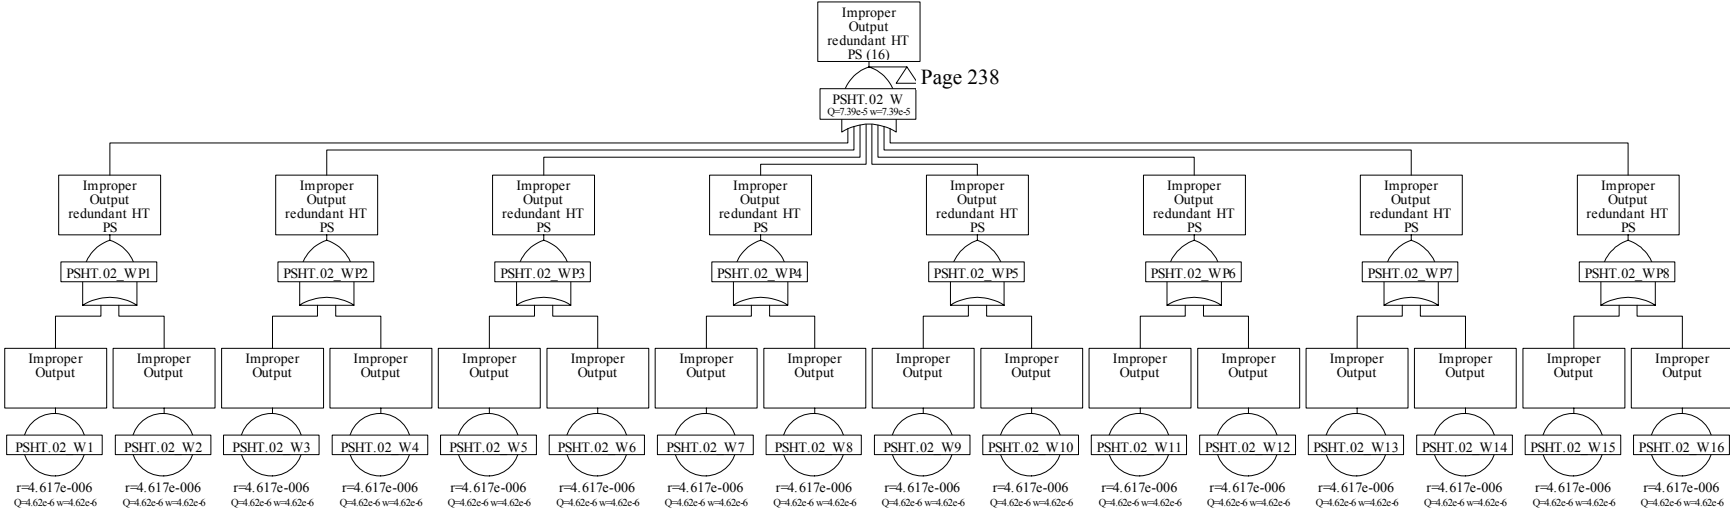 Improper
Output
redundant HT
PS (16)
Page 238
PSHT.02_W
Q=7.39e-5 w=7.39e-5
Improper
Output
redundant HT
PS
PSHT.02_WP1
Improper
Output
redundant HT
PS
PSHT.02_WP2
Improper
Output
redundant HT
PS
PSHT.02_WP3
Improper
Output
redundant HT
PS
PSHT.02_WP4
Improper
Output
redundant HT
PS
PSHT.02_WP5
Improper
Output
redundant HT
PS
PSHT.02_WP6
Improper
Output
redundant HT
PS
PSHT.02_WP7
Improper
Output
redundant HT
PS
PSHT.02_WP8
Improper
Output
PSHT.02_W1
r=4.617e-006
Q=4.62e-6 w=4.62e-6
Improper
Output
PSHT.02_W2
r=4.617e-006
Q=4.62e-6 w=4.62e-6
Improper
Output
PSHT.02_W3
r=4.617e-006
Q=4.62e-6 w=4.62e-6
Improper
Output
PSHT.02_W4
r=4.617e-006
Q=4.62e-6 w=4.62e-6
Improper
Output
PSHT.02_W5
r=4.617e-006
Q=4.62e-6 w=4.62e-6
Improper
Output
PSHT.02_W6
r=4.617e-006
Q=4.62e-6 w=4.62e-6
Improper
Output
PSHT.02_W7
r=4.617e-006
Q=4.62e-6 w=4.62e-6
Improper
Output
PSHT.02_W8
r=4.617e-006
Q=4.62e-6 w=4.62e-6
Improper
Output
PSHT.02_W9
r=4.617e-006
Q=4.62e-6 w=4.62e-6
Improper
Output
PSHT.02_W10
r=4.617e-006
Q=4.62e-6 w=4.62e-6
Improper
Output
PSHT.02_W11
r=4.617e-006
Q=4.62e-6 w=4.62e-6
Improper
Output
PSHT.02_W12
r=4.617e-006
Q=4.62e-6 w=4.62e-6
Improper
Output
PSHT.02_W13
r=4.617e-006
Q=4.62e-6 w=4.62e-6
Improper
Output
PSHT.02_W14
r=4.617e-006
Q=4.62e-6 w=4.62e-6
Improper
Output
PSHT.02_W15
r=4.617e-006
Q=4.62e-6 w=4.62e-6
Improper
Output
PSHT.02_W16
r=4.617e-006
Q=4.62e-6 w=4.62e-6